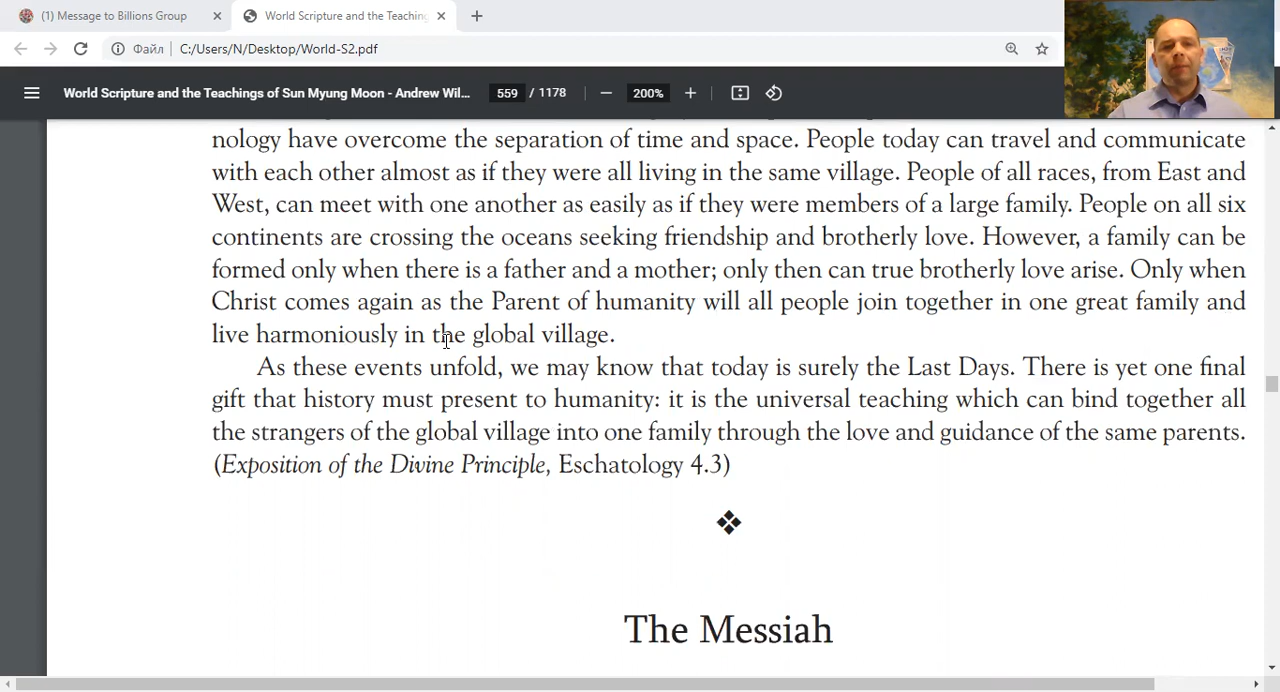 (1) Message to Billions Group
World Scripture and the Teaching
Файл C:/Users/N/Desktop/World-S2.pdf
World Scripture and the Teachings of Sun Myung Moon - Andrew Wil... 559 / 1178 200%
nology have overcome the separation of time and space. People today can travel and communicate
with each other almost as if they were all living in the same village. People of all races, from East and
West, can meet with one another as easily as if they were members of a large family. People on all six
continents are crossing the oceans seeking friendship and brotherly love. However, a family can be
formed only when there is a father and a mother; only then can true brotherly love arise. Only when
Christ comes again as the Parent of humanity will all people join together in one great family and
live harmoniously in the global village.
As these events unfold, we may know that today is surely the Last Days. There is yet one final
gift that history must present to humanity: it is the universal teaching which can bind together all
the strangers of the global village into one family through the love and guidance of the same parents.
(Exposition of the Divine Principle, Eschatology 4.3)
The Messiah